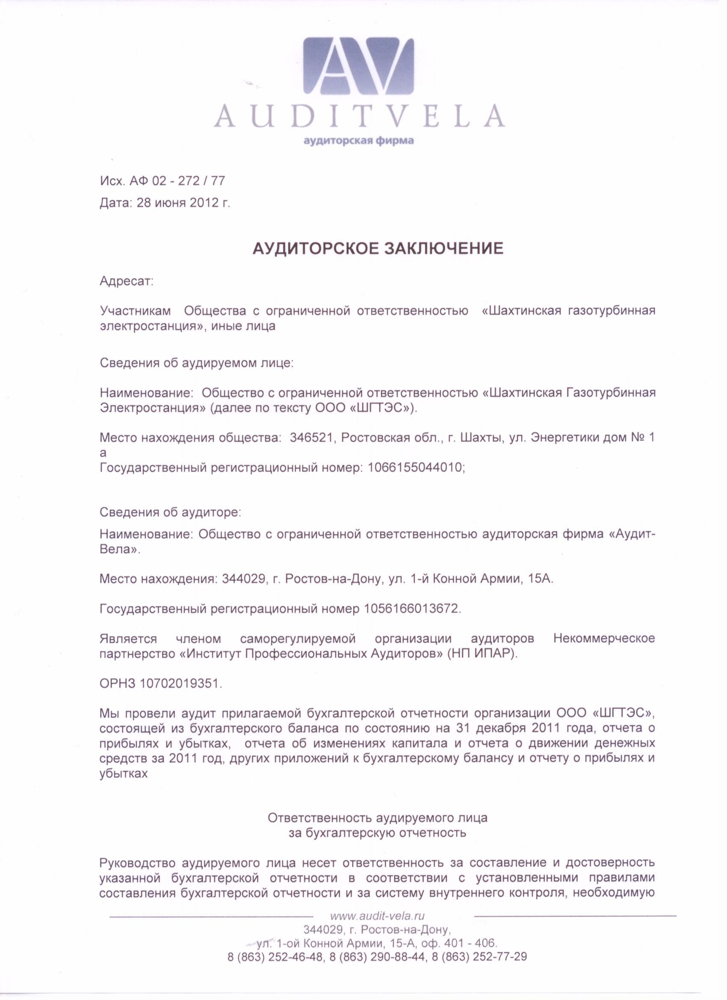 AV
AUDITVELA
аудиторская фирма
Исх. АФ 02 - 272 / 77
Дата: 28 июня 2012 г.
АУДИТОРСКОЕ ЗАКЛЮЧЕНИЕ
Адресат:
Участникам Общества с ограниченной ответственностью «Шахтинская газотурбинная
электростанция», иные лица
Сведения об аудируемом лице:
Наименование: Общество с ограниченной ответственностью «Шахтинская Газотурбинная
Электростанция» (далее по тексту ООО «ШГТЭС»).
Место нахождения общества: 346521, Ростовская обл., г. Шахты, ул. Энергетики дом № 1
а
Государственный регистрационный номер: 1066155044010;
Сведения об аудиторе:
Наименование: Общество с ограниченной ответственностью аудиторская фирма «Аудит-
Вела».
Место нахождения: 344029, г. Ростов-на-Дону, ул. 1-й Конной Армии, 15А.
Государственный регистрационный номер 1056166013672.
Является членом саморегулируемой организации аудиторов Некоммерческое
партнерство «Институт Профессиональных Аудиторов» (НП ИПАР).
ОРНЗ 10702019351.
Мы провели аудит прилагаемой бухгалтерской отчетности организации ООО «ШГТЭС»,
состоящей из бухгалтерского баланса по состоянию на 31 декабря 2011 года, отчета о
прибылях и убытках, отчета об изменениях капитала и отчета о движении денежных
средств за 2011 год, других приложений к бухгалтерскому балансу и отчету о прибылях и
убытках
Ответственность аудируемого лица
за бухгалтерскую отчетность
Руководство аудируемого лица несет ответственность за составление и достоверность
указанной бухгалтерской отчетности в соответствии с установленными правилами
составления бухгалтерской отчетности и за систему внутреннего контроля, необходимую
www.audit-vela.ru
344029, г. Ростов-на-Дону,
ул. 1-ой Конной Армии, 15-А, оф. 401 - 406.
8 (863) 252-46-48, 8 (863) 290-88-44, 8 (863) 252-77-29